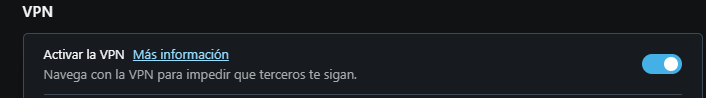 VPN
Activar la VPN Más información
Navega con la VPN para impedir que terceros te sigan.